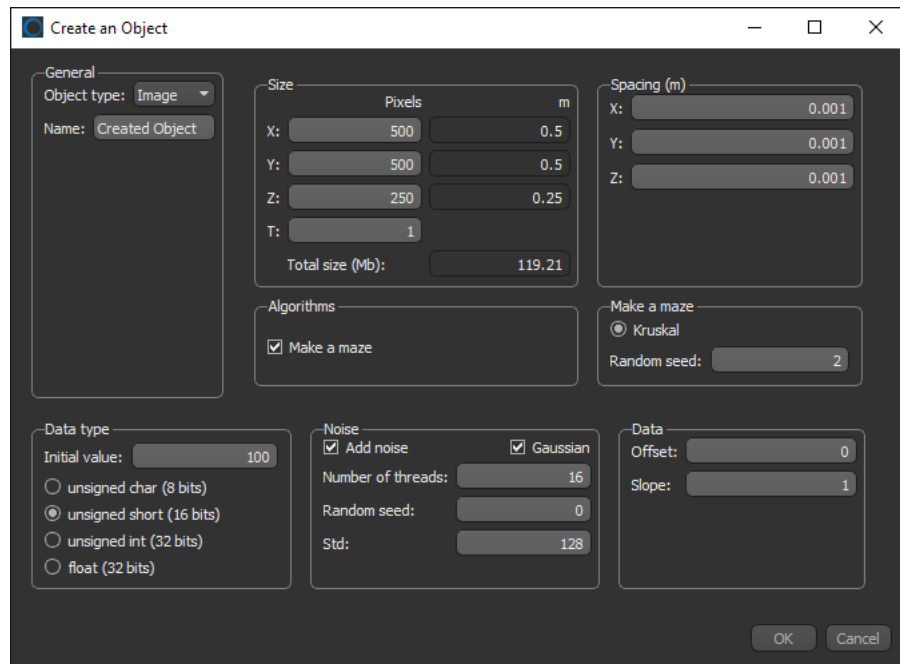 Create an Object
General
Object type: Image
Name: Created Object
Size
Pixels m
X: 500 0.5
Y: 500 0.5
Z: 250 0.25
T: 1
Total size (Mb): 119.21
Spacing (m)
X: 0.001
Y: 0.001
Z: 0.001
Algorithms
Make a maze
Make a maze
Kruskal
Random seed: 2
Data type
Initial value: 100
unsigned char (8 bits)
unsigned short (16 bits)
unsigned int (32 bits)
float (32 bits)
Noise
Add noise Gaussian
Number of threads: 16
Random seed: 0
Std: 128
Data
Offset: 0
Slope: 1
OK Cancel